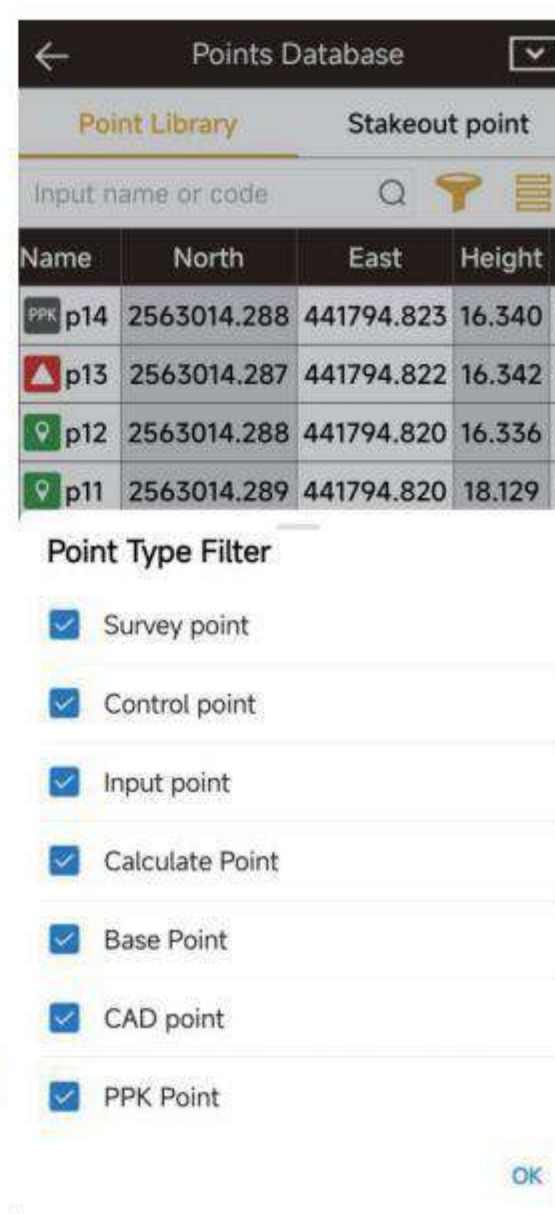 Points Database
Point Library Stakeout point
Input name or code
Name North East Height
PPK p14 2563014.288 441794.823 16.340
p13 2563014.287 441794.822 16.342
p12 2563014.288 441794.820 16.336
p11 2563014.289 441794.820 18.129
Point Type Filter
Survey point
Control point
Input point
Calculate Point
Base Point
CAD point
PPK Point
OK